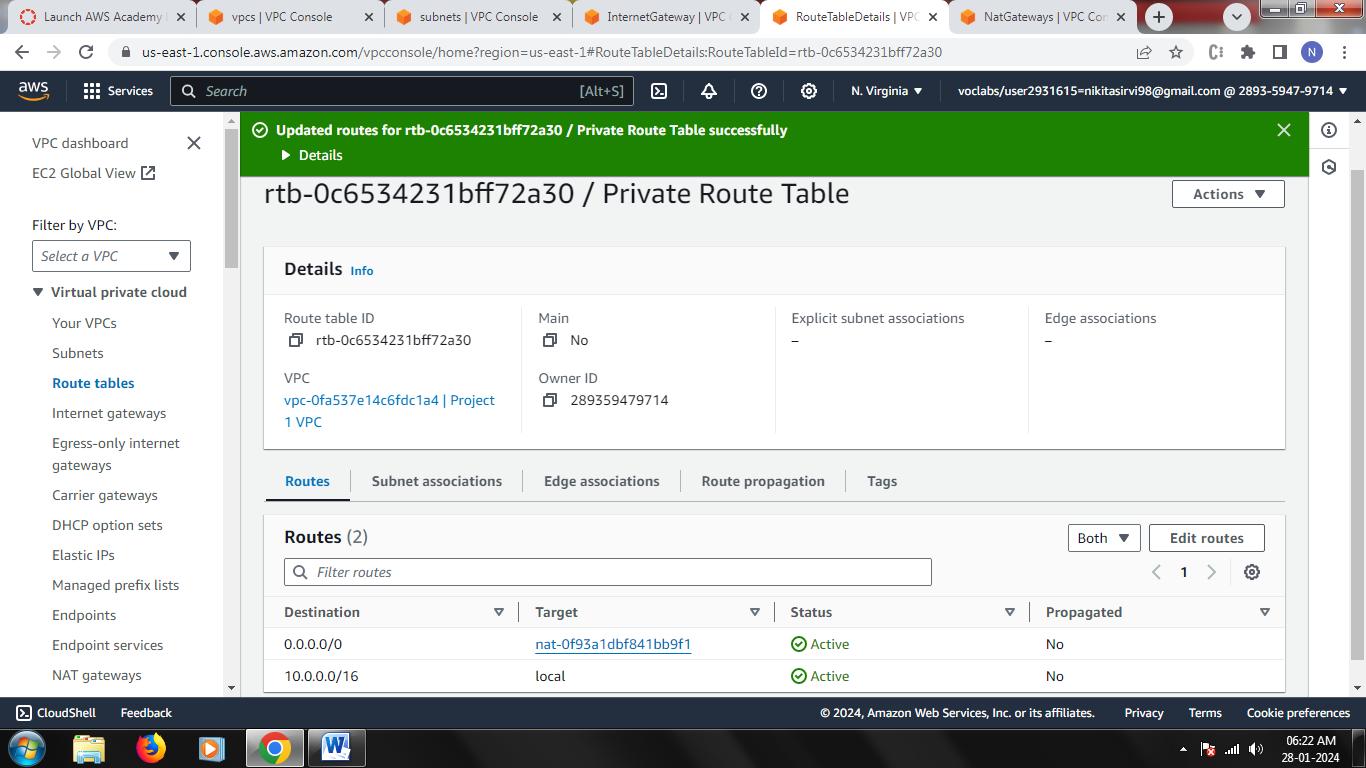 Launch AWS Academy
vpcs | VPC Console
subnets | VPC Console
InternetGateway | VPC
RouteTableDetails | VPC
NatGateways | VPC Con
us-east-1.console.aws.amazon.com/vpcconsole/home?region=us-east-1#RouteTableDetails:RouteTableId=rtb-0c6534231bff72a30
N
aws
Services
Search
[Alt+S]
N. Virginia
voclabs/user2931615=nikitasirvi98@gmail.com @ 2893-5947-9714
VPC dashboard
EC2 Global View
Filter by VPC:
Select a VPC
Virtual private cloud
Your VPCs
Subnets
Route tables
Internet gateways
Egress-only internet
gateways
Carrier gateways
DHCP option sets
Elastic IPs
Managed prefix lists
Endpoints
Endpoint services
NAT gateways
Updated routes for rtb-0c6534231bff72a30 / Private Route Table successfully
Details
rtb-0c6534231bff72a30 / Private Route Table
Actions
Details Info
Route table ID
rtb-0c6534231bff72a30
Main
No
Explicit subnet associations
–
Edge associations
–
VPC
vpc-0fa537e14c6fdc1a4 | Project
1 VPC
Owner ID
289359479714
Routes
Subnet associations
Edge associations
Route propagation
Tags
Routes (2)
Both
Edit routes
Filter routes
1
Destination Target Status Propagated
0.0.0.0/0 nat-0f93a1dbf841bb9f1 Active No
10.0.0.0/16 local Active No
CloudShell
Feedback
© 2024, Amazon Web Services, Inc. or its affiliates.
Privacy
Terms
Cookie preferences
06:22 AM
28-01-2024